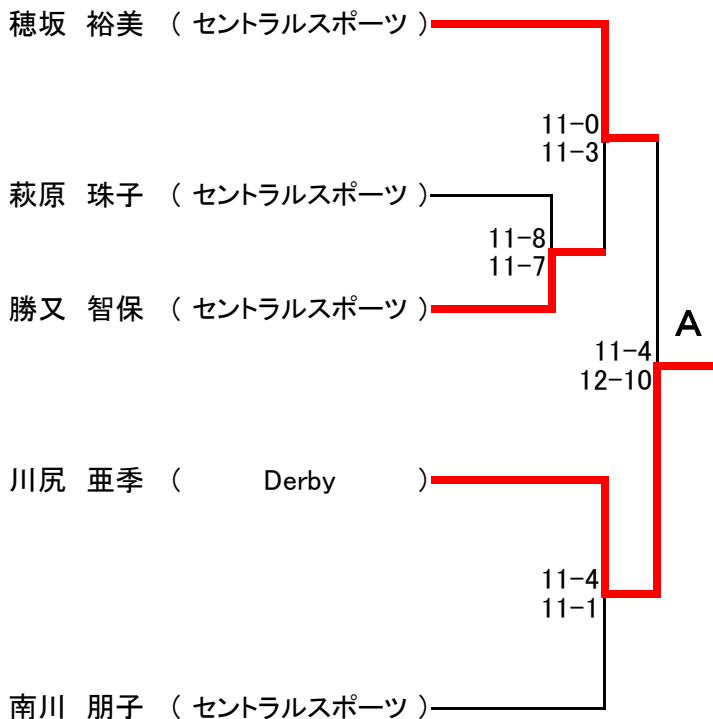 穂坂 裕美 ( セントラルスポーツ )
11-0
11-3
萩原 珠子 ( セントラルスポーツ )
11-8
11-7
勝又 智保 ( セントラルスポーツ )
A
11-4
12-10
川尻 亜季 ( Derby )
11-4
11-1
南川 朋子 ( セントラルスポーツ )